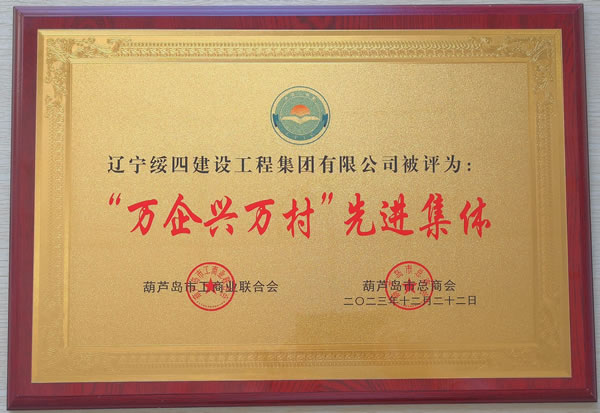 辽宁绥四建设工程集团有限公司被评为：
“万企兴万村”先进集体
葫芦岛市工商业联合会
葫芦岛市总商会
二〇二三年十二月二十二日